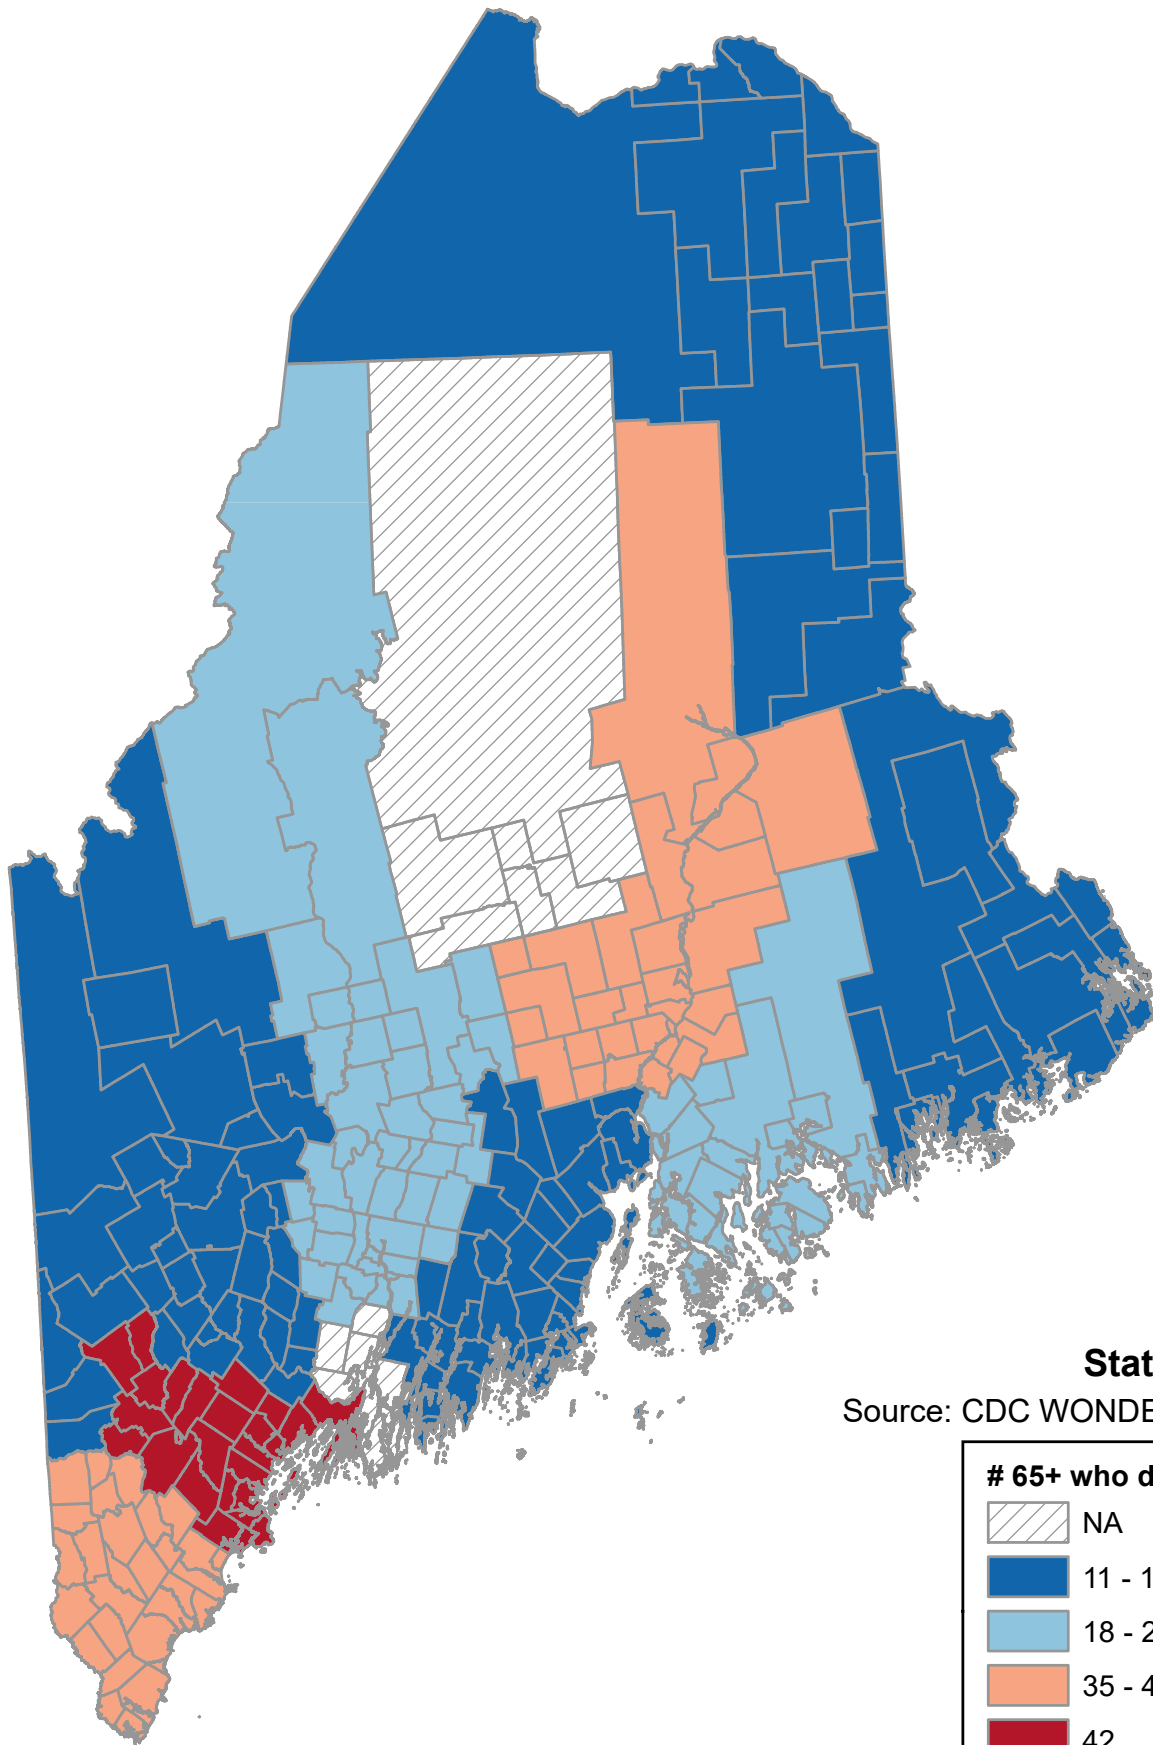 Stat
Source: CDC WONDE
# 65+ who d
NA
11 - 1
18 - 2
35 - 4
42